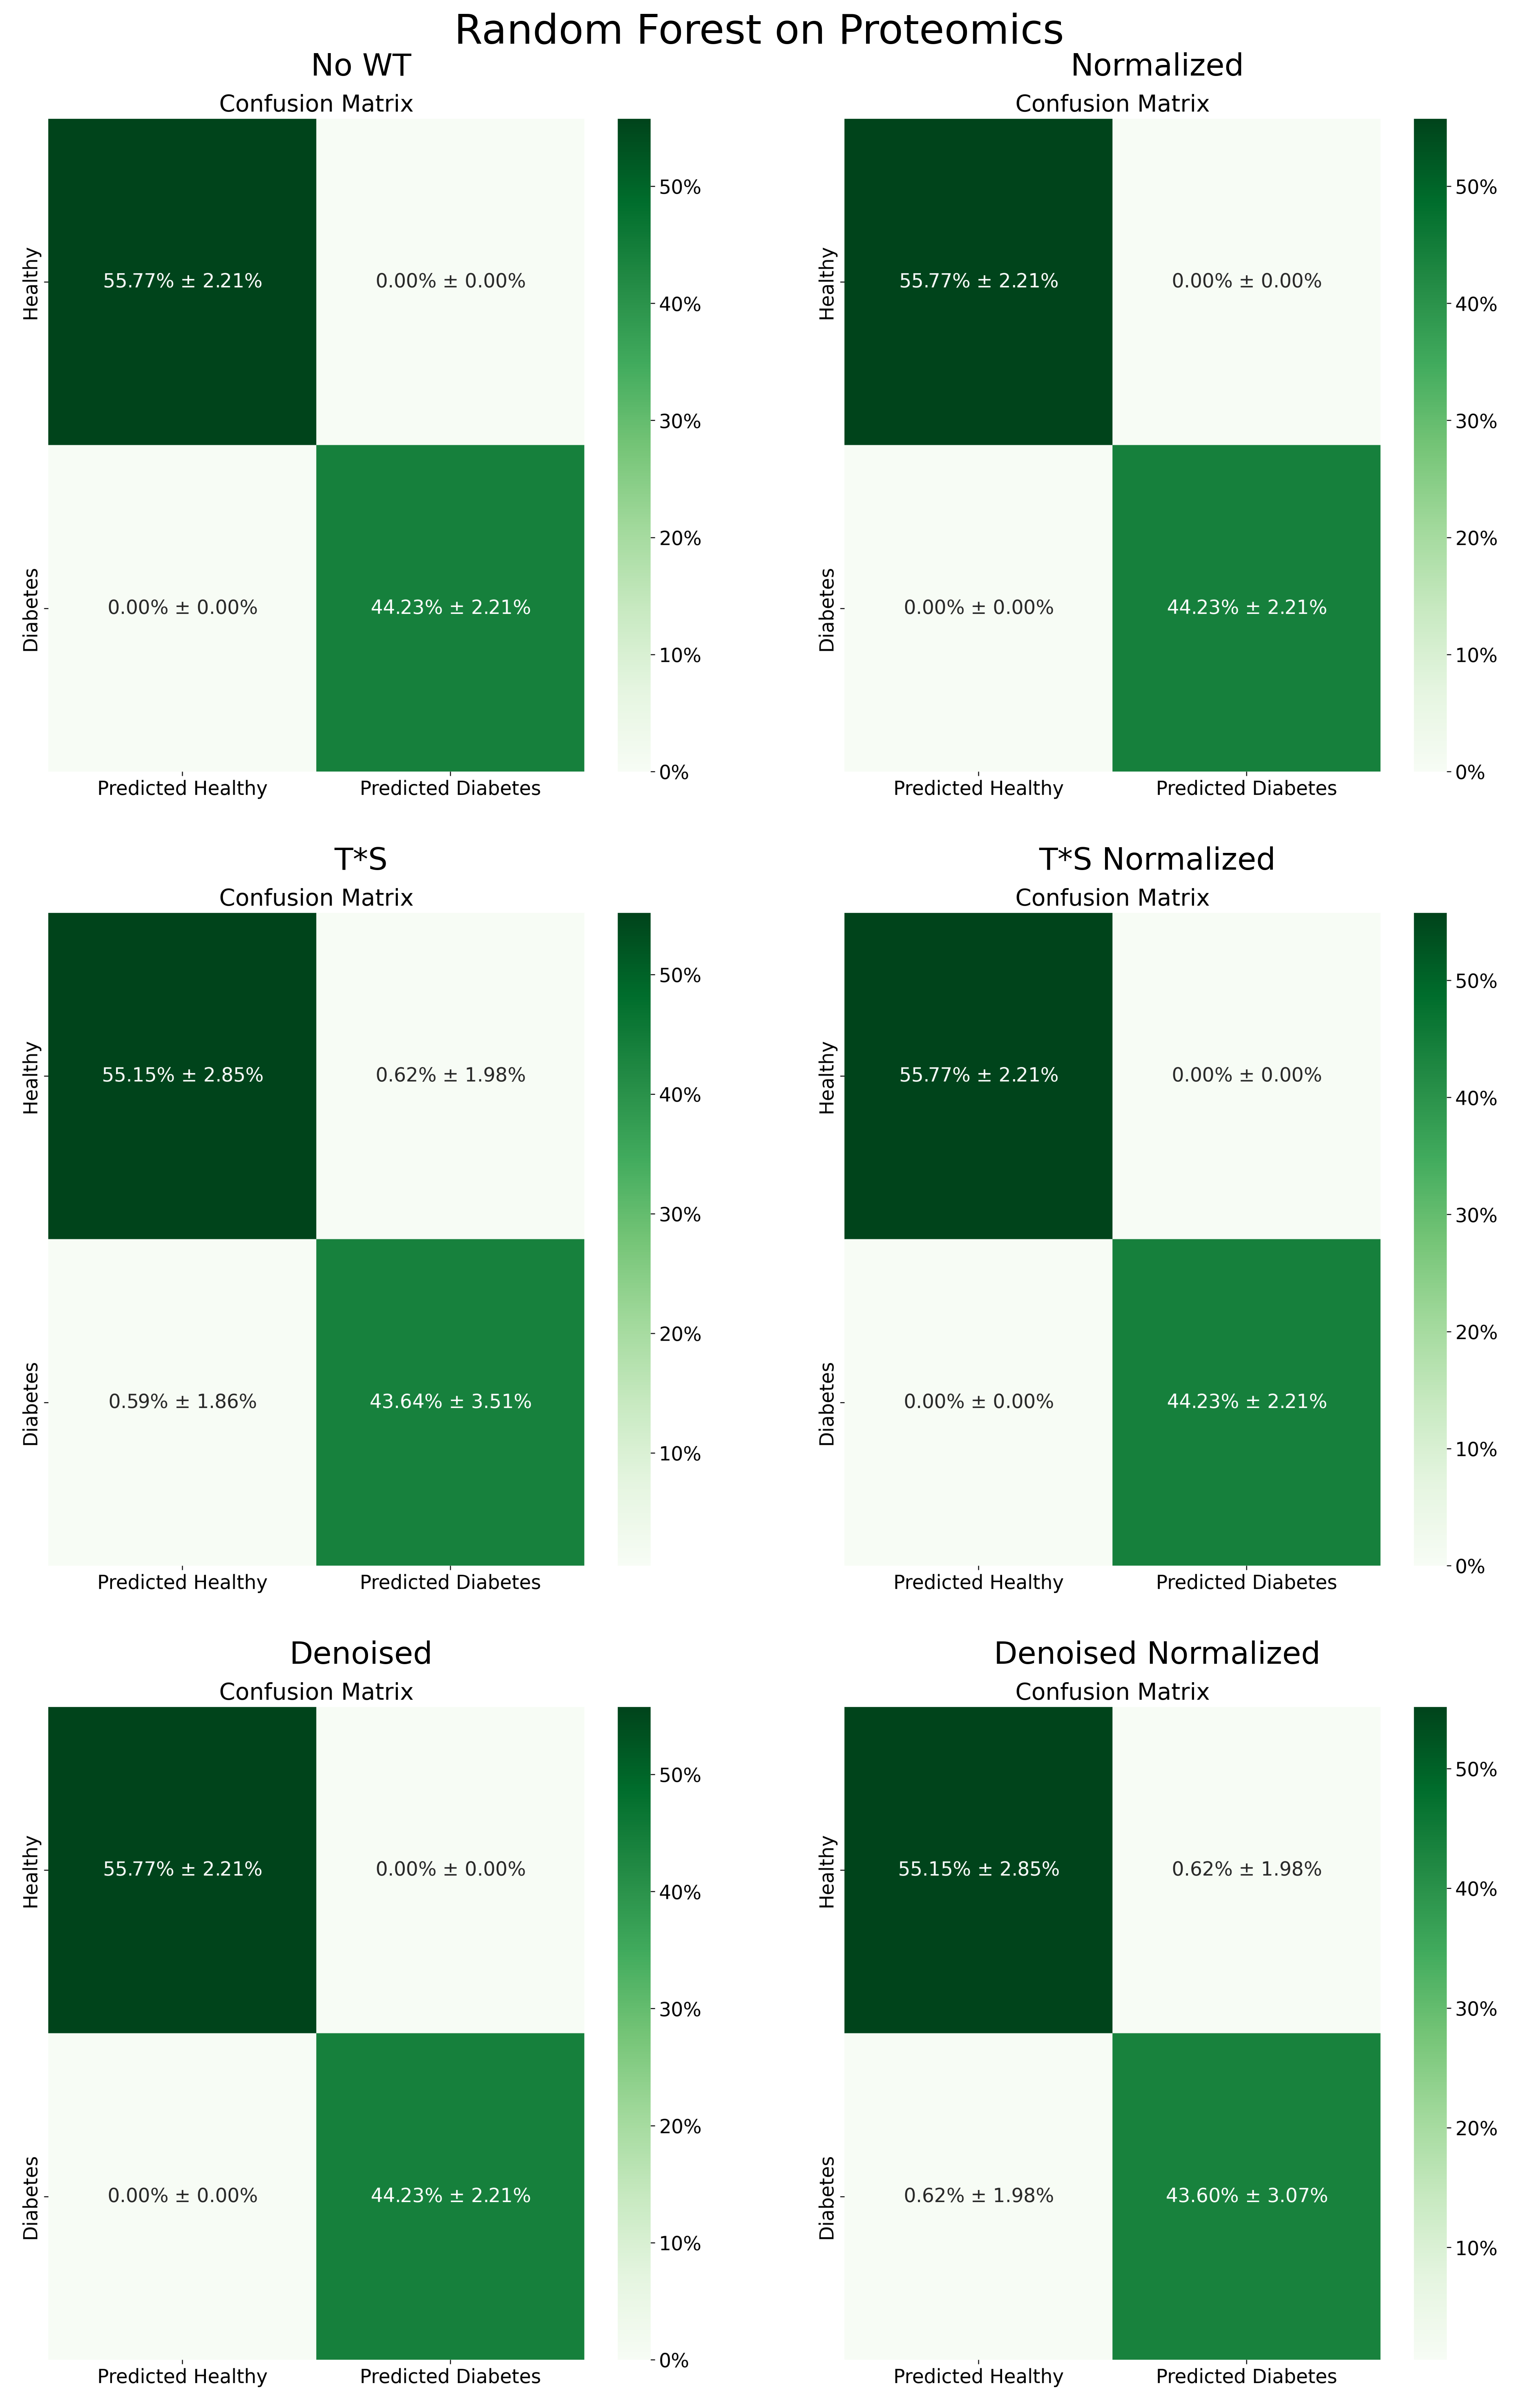 Random Forest on Proteomics
No WT
Confusion Matrix
Healthy
55.77% ± 2.21%
0.00% ± 0.00%
Diabetes
0.00% ± 0.00%
44.23% ± 2.21%
Predicted Healthy
Predicted Diabetes
50%
40%
30%
20%
10%
0%
Normalized
Confusion Matrix
Healthy
55.77% ± 2.21%
0.00% ± 0.00%
Diabetes
0.00% ± 0.00%
44.23% ± 2.21%
Predicted Healthy
Predicted Diabetes
50%
40%
30%
20%
10%
0%
T*S
Confusion Matrix
Healthy
55.15% ± 2.85%
0.62% ± 1.98%
Diabetes
0.59% ± 1.86%
43.64% ± 3.51%
Predicted Healthy
Predicted Diabetes
50%
40%
30%
20%
10%
T*S Normalized
Confusion Matrix
Healthy
55.77% ± 2.21%
0.00% ± 0.00%
Diabetes
0.00% ± 0.00%
44.23% ± 2.21%
Predicted Healthy
Predicted Diabetes
50%
40%
30%
20%
10%
0%
Denoised
Confusion Matrix
Healthy
55.77% ± 2.21%
0.00% ± 0.00%
Diabetes
0.00% ± 0.00%
44.23% ± 2.21%
Predicted Healthy
Predicted Diabetes
50%
40%
30%
20%
10%
0%
Denoised Normalized
Confusion Matrix
Healthy
55.15% ± 2.85%
0.62% ± 1.98%
Diabetes
0.62% ± 1.98%
43.60% ± 3.07%
Predicted Healthy
Predicted Diabetes
50%
40%
30%
20%
10%